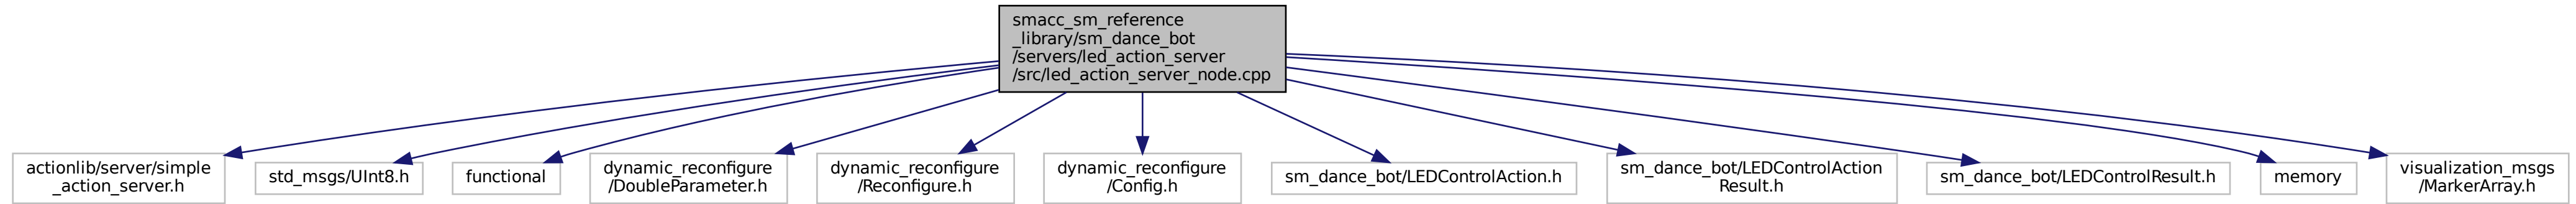 smacc_sm_reference
_library/sm_dance_bot
/servers/led_action_server
/src/led_action_server_node.cpp
actionlib/server/simple
_action_server.h
std_msgs/UInt8.h
functional
dynamic_reconfigure
/DoubleParameter.h
dynamic_reconfigure
/Reconfigure.h
dynamic_reconfigure
/Config.h
sm_dance_bot/LEDControlAction.h
sm_dance_bot/LEDControlAction
Result.h
sm_dance_bot/LEDControlResult.h
memory
visualization_msgs
/MarkerArray.h